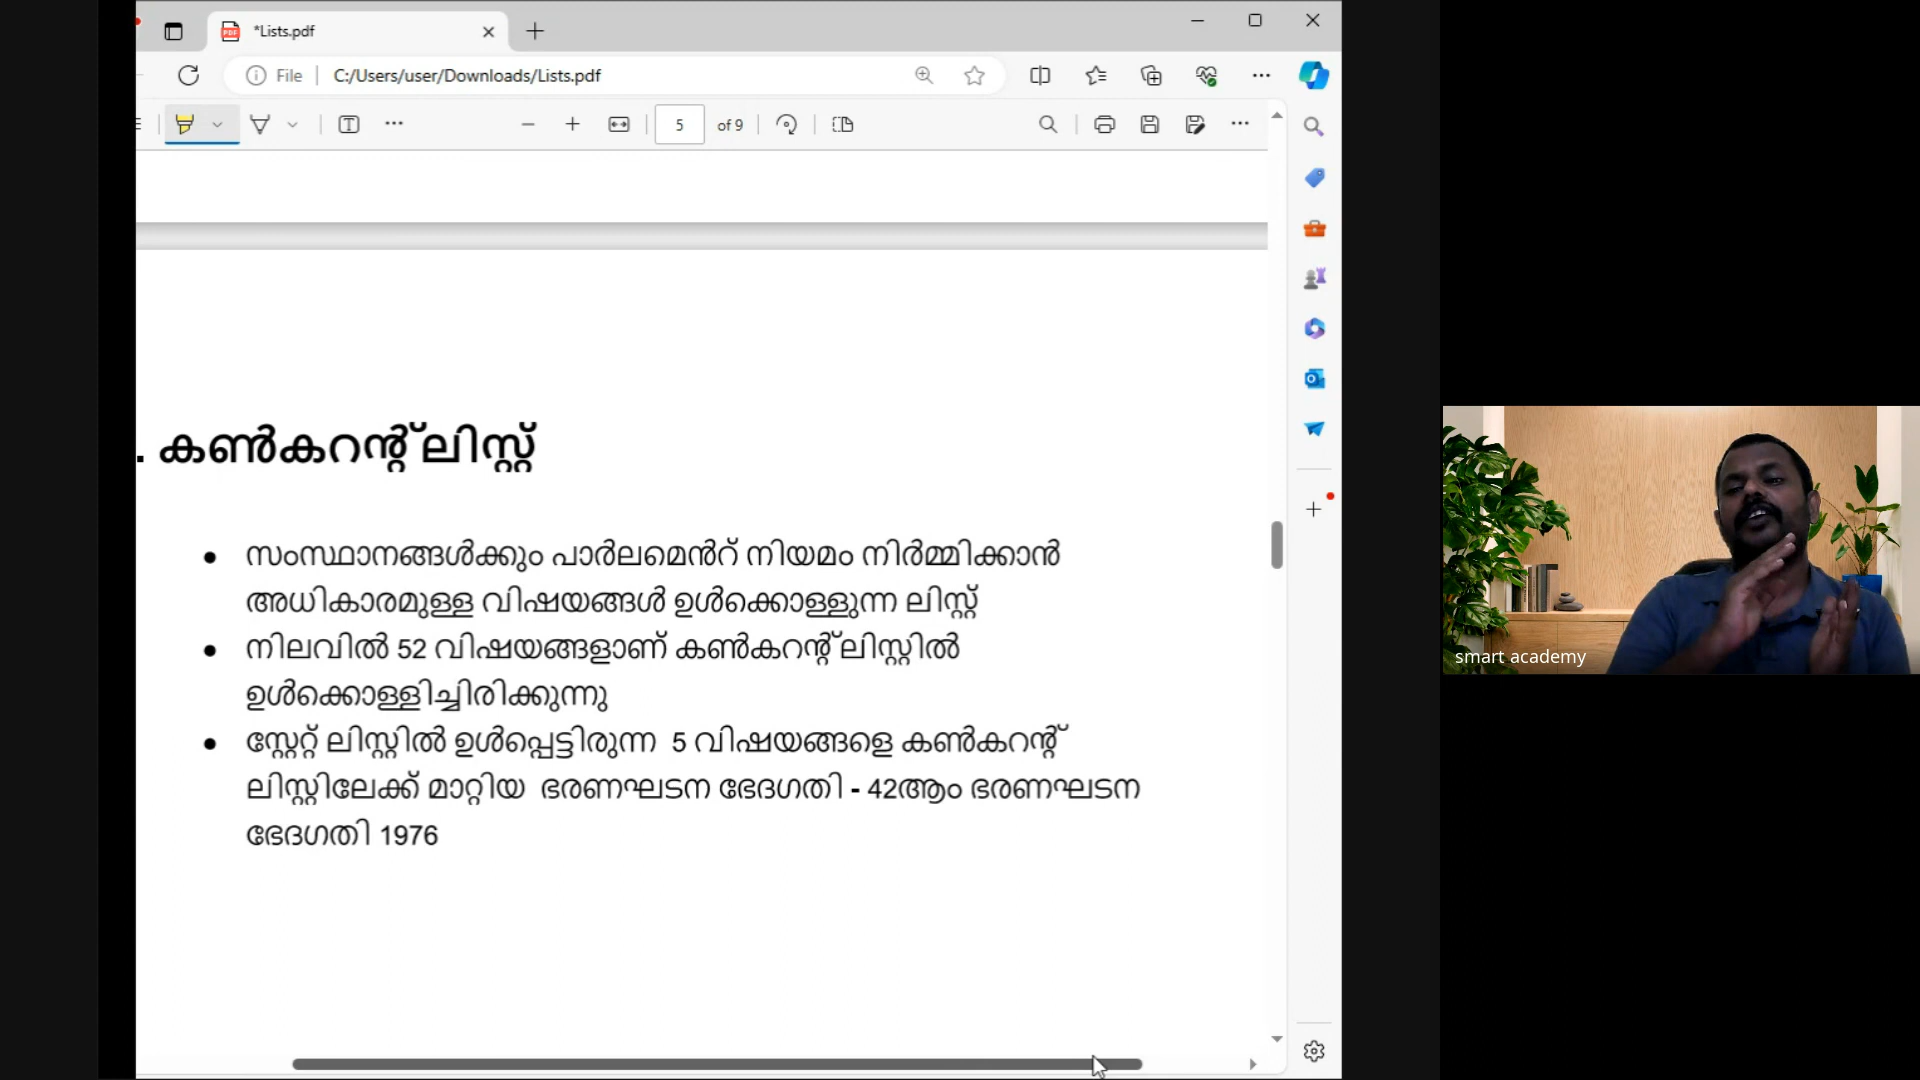 *Lists.pdf
File
C:/Users/user/Downloads/Lists.pdf
5 of 9
. കൺകറന്റ് ലിസ്റ്റ്
● സംസ്ഥാനങ്ങൾക്കും പാർലമെൻറ് നിയമം നിർമ്മിക്കാൻ
അധികാരമുള്ള വിഷയങ്ങൾ ഉൾക്കൊള്ളുന്ന ലിസ്റ്റ്
● നിലവിൽ 52 വിഷയങ്ങളാണ് കൺകറന്റ് ലിസ്റ്റിൽ
ഉൾക്കൊള്ളിച്ചിരിക്കുന്നു
● സ്റ്റേറ്റ് ലിസ്റ്റിൽ ഉൾപ്പെട്ടിരുന്ന 5 വിഷയങ്ങളെ കൺകറന്റ്
ലിസ്റ്റിലേക്ക് മാറ്റിയ ഭരണഘടന ഭേദഗതി - 42ആം ഭരണഘടന
ഭേദഗതി 1976
smart academy